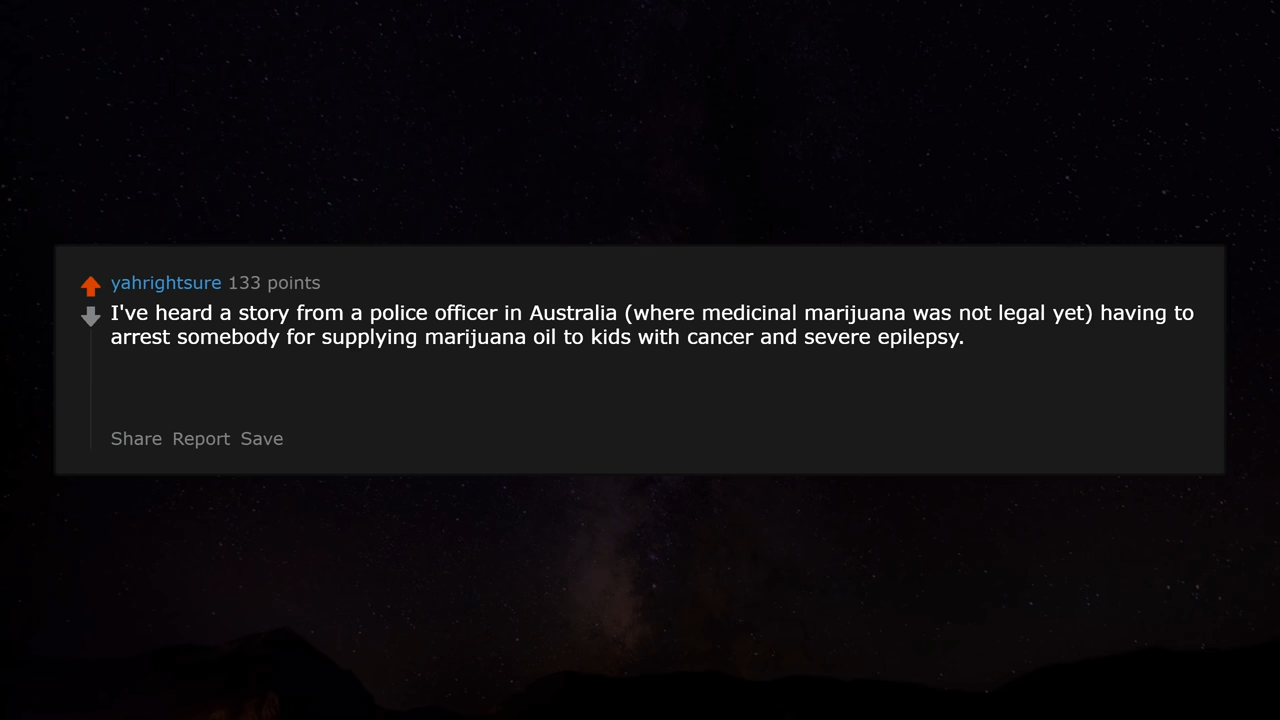 yahrightsure 133 points
I've heard a story from a police officer in Australia (where medicinal marijuana was not legal yet) having to
arrest somebody for supplying marijuana oil to kids with cancer and severe epilepsy.
Share Report Save